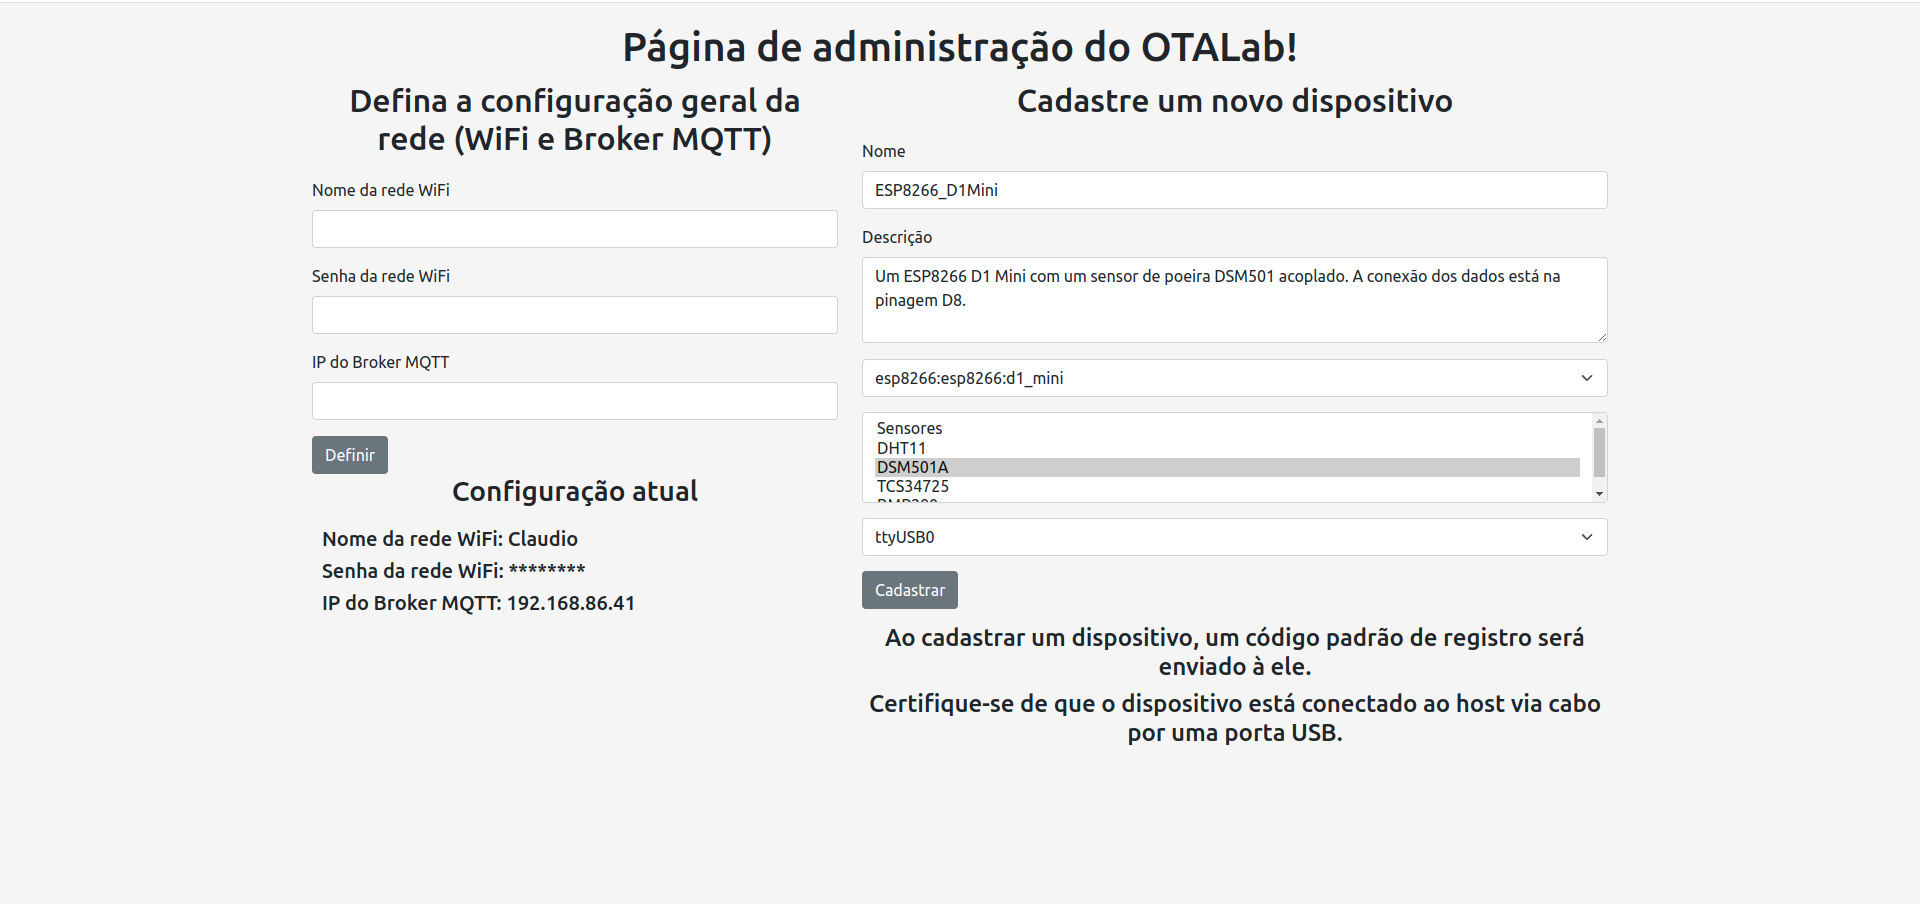 Página de administração do OTALab!
Defina a configuração geral da
rede (WiFi e Broker MQTT)
Nome da rede WiFi
Senha da rede WiFi
IP do Broker MQTT
Definir
Configuração atual
Nome da rede WiFi: Claudio
Senha da rede WiFi: ********
IP do Broker MQTT: 192.168.86.41
Cadastre um novo dispositivo
Nome
ESP8266_D1Mini
Descrição
Um ESP8266 D1 Mini com um sensor de poeira DSM501 acoplado. A conexão dos dados está na
pinagem D8.
esp8266:esp8266:d1_mini
Sensores
DHT11
DSM501A
TCS34725
ttyUSB0
Cadastrar
Ao cadastrar um dispositivo, um código padrão de registro será
enviado à ele.
Certifique-se de que o dispositivo está conectado ao host via cabo
por uma porta USB.